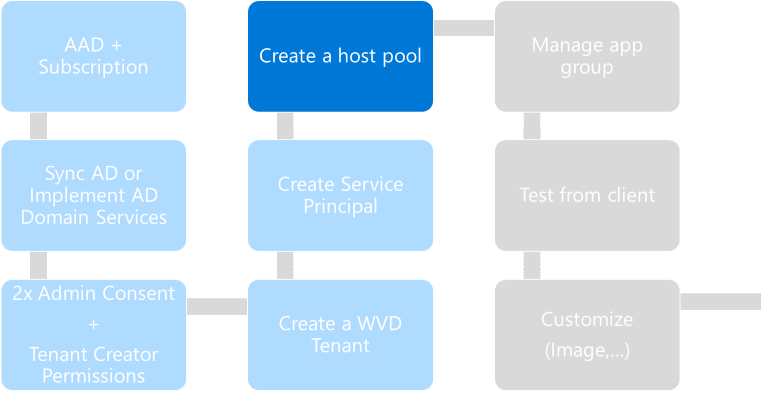 AAD +
Subscription
Sync AD or
Implement AD
Domain Services
2x Admin Consent
+
Tenant Creator
Permissions
Create a WVD
Tenant
Create Service
Principal
Create a host pool
Manage app
group
Test from client
Customize
(Image,...)